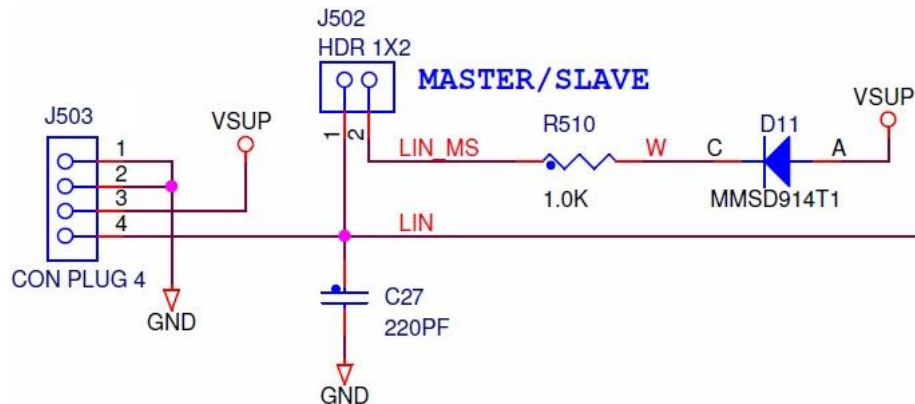 J502
HDR 1X2
MASTER/SLAVE
J503
VSUP
VSUP
1
2
3
4
1
2
LIN_MS
R510
1.0K
W
C
D11
A
MMSD914T1
LIN
CON PLUG 4
GND
C27
220PF
GND